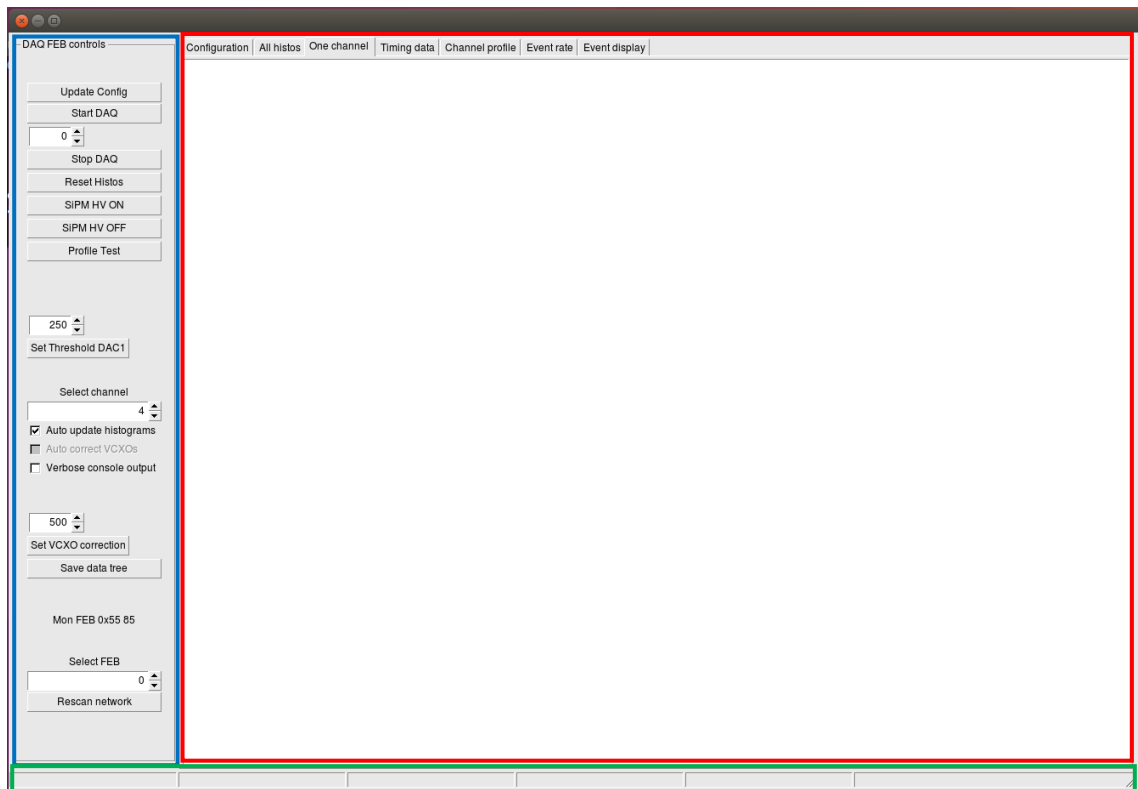 DAQ FEB controls
Configuration All histos One channel Timing data Channel profile Event rate Event display
Update Config
Start DAQ
0
Stop DAQ
Reset Histos
SiPM HV ON
SiPM HV OFF
Profile Test
250
Set Threshold DAC1
Select channel
4
Auto update histograms
Auto correct VCXOs
Verbose console output
500
Set VCXO correction
Save data tree
Mon FEB 0x55 85
Select FEB
0
Rescan network